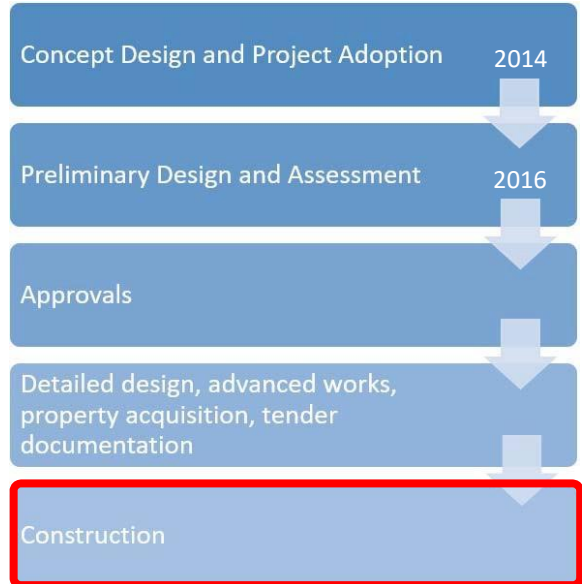 Concept Design and Project Adoption 2014
Preliminary Design and Assessment 2016
Approvals
Detailed design, advanced works,
property acquisition, tender
documentation
Construction